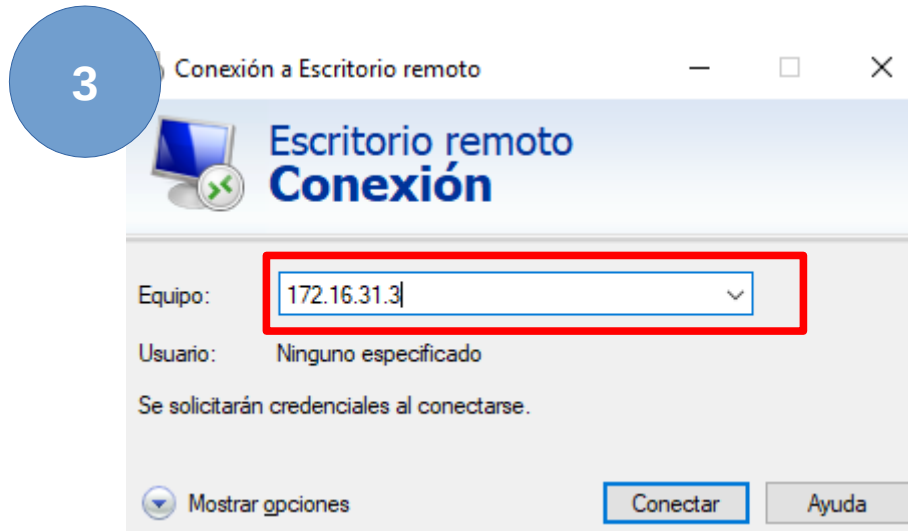 3
Conexión a Escritorio remoto
Escritorio remoto
Conexión
Equipo: 172.16.31.3
Usuario: Ninguno especificado
Se solicitarán credenciales al conectarse.
Mostrar opciones Conectar Ayuda